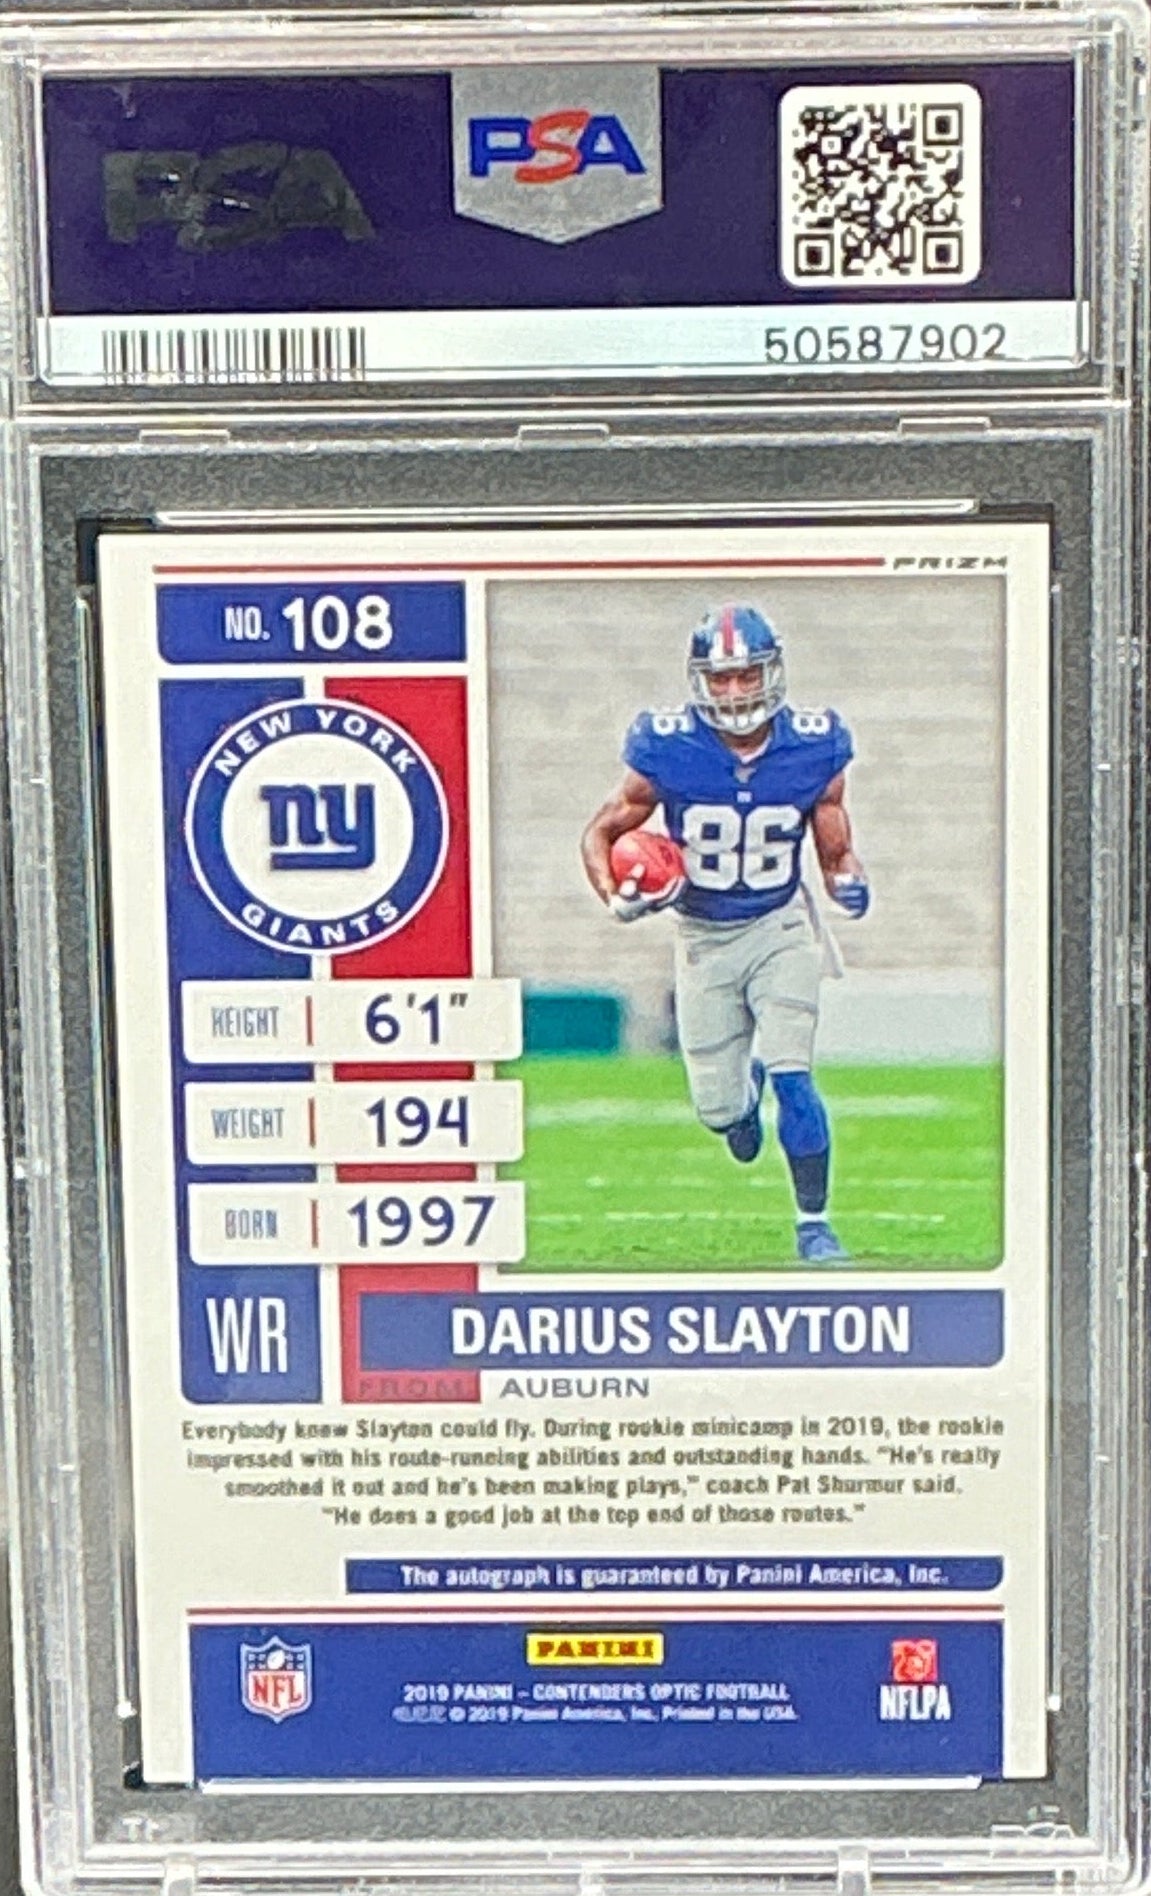 PSA
PSA
50587902
PRIZM
NO. 108
NEW YORK
ny
GIANTS
86
86
86
HEIGHT 6'1"
WEIGHT 194
BORN 1997
WR
DARIUS SLAYTON
FROM AUBURN
Everybody knew Slayton could fly. During rookie minicamp in 2019, the rookie
impressed with his route-running abilities and outstanding hands. "He's really
smoothed it out and he's been making plays," coach Pat Shurmur said.
"He does a good job at the top end of those routes."
The autograph is guaranteed by Panini America, Inc.
PANINI
NFL
2019 PANINI – CONTENDERS OPTIC FOOTBALL
© 2019 Panini America, Inc. Printed in the USA.
NFLPA